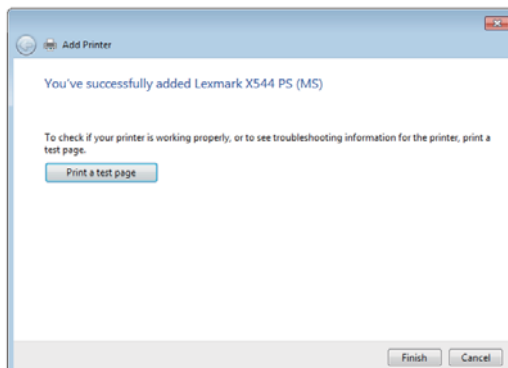 Add Printer
You've successfully added Lexmark X544 PS (MS)
To check if your printer is working properly, or to see troubleshooting information for the printer, print a
test page.
Print a test page
Finish
Cancel